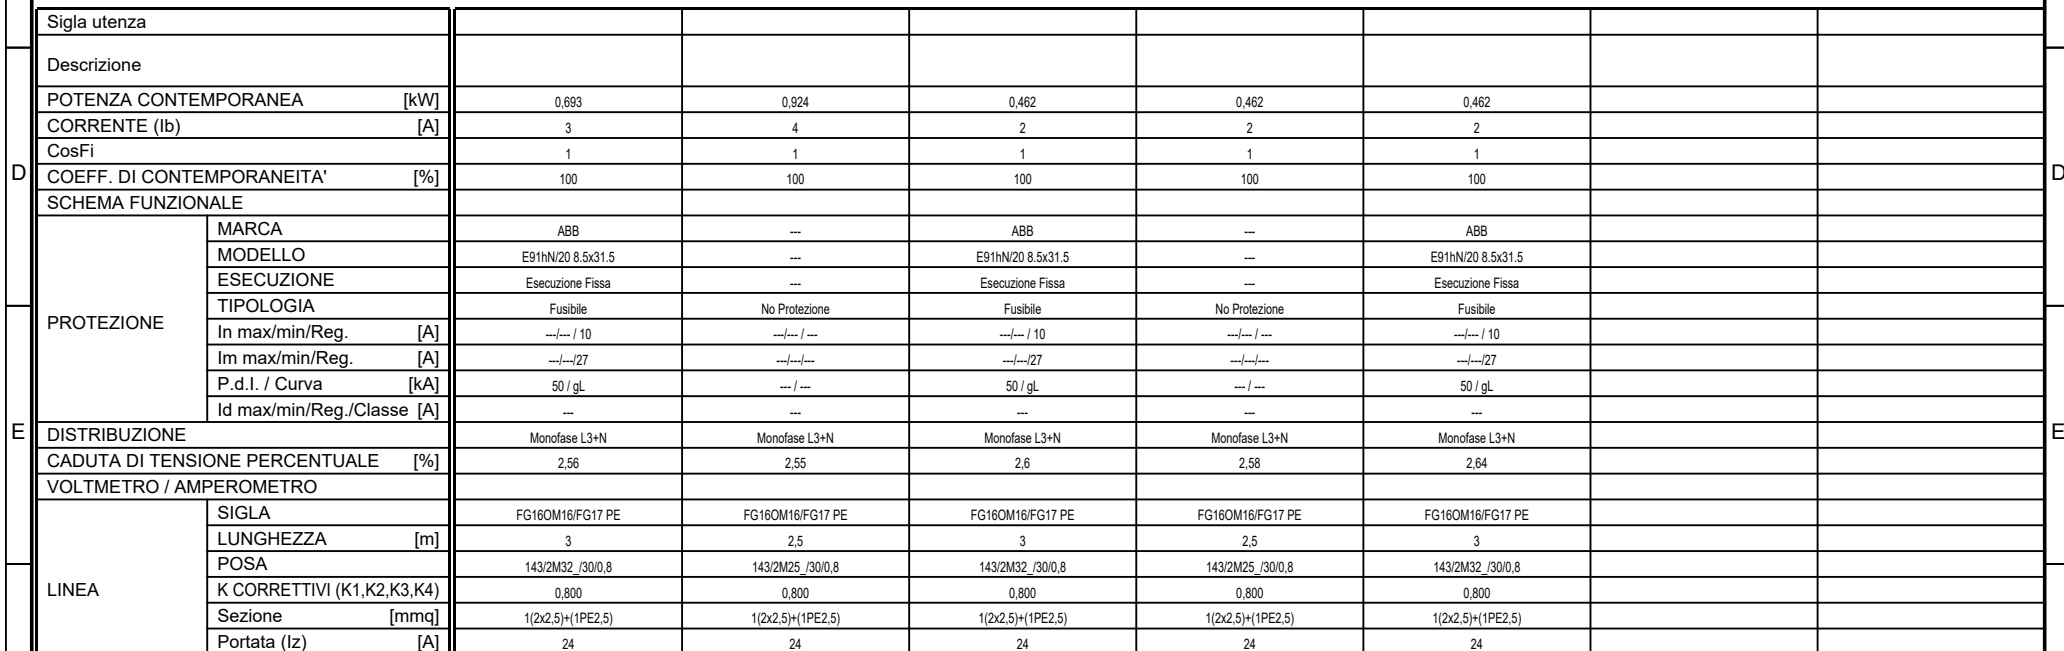 Sigla utenza
Descrizione
POTENZA CONTEMPORANEA [kW] 0,693 0,924 0,462 0,462 0,462
CORRENTE (Ib) [A] 3 4 2 2 2
CosFi 1 1 1 1 1
D COEFF. DI CONTEMPORANEITA' [%] 100 100 100 100 100 D
SCHEMA FUNZIONALE
MARCA ABB --- ABB --- ABB
MODELLO E91hN/20 8.5x31.5 --- E91hN/20 8.5x31.5 --- E91hN/20 8.5x31.5
ESECUZIONE Esecuzione Fissa --- Esecuzione Fissa --- Esecuzione Fissa
TIPOLOGIA Fusibile No Protezione Fusibile No Protezione Fusibile
PROTEZIONE
In max/min/Reg. [A] ---/--- / 10 ---/--- / --- ---/--- / 10 ---/--- / --- ---/--- / 10
Im max/min/Reg. [A] ---/---/27 ---/---/--- ---/---/27 ---/---/--- ---/---/27
P.d.I. / Curva [kA] 50 / gL --- / --- 50 / gL --- / --- 50 / gL
Id max/min/Reg./Classe [A] --- --- --- --- ---
E DISTRIBUZIONE Monofase L3+N Monofase L3+N Monofase L3+N Monofase L3+N Monofase L3+N E
CADUTA DI TENSIONE PERCENTUALE [%] 2,56 2,55 2,6 2,58 2,64
VOLTMETRO / AMPEROMETRO
SIGLA FG16OM16/FG17 PE FG16OM16/FG17 PE FG16OM16/FG17 PE FG16OM16/FG17 PE FG16OM16/FG17 PE
LUNGHEZZA [m] 3 2,5 3 2,5 3
POSA 143/2M32_/30/0,8 143/2M25_/30/0,8 143/2M32_/30/0,8 143/2M25_/30/0,8 143/2M32_/30/0,8
LINEA K CORRETTIVI (K1,K2,K3,K4) 0,800 0,800 0,800 0,800 0,800
Sezione [mmq] 1(2x2,5)+(1PE2,5) 1(2x2,5)+(1PE2,5) 1(2x2,5)+(1PE2,5) 1(2x2,5)+(1PE2,5) 1(2x2,5)+(1PE2,5)
Portata (Iz) [A] 24 24 24 24 24